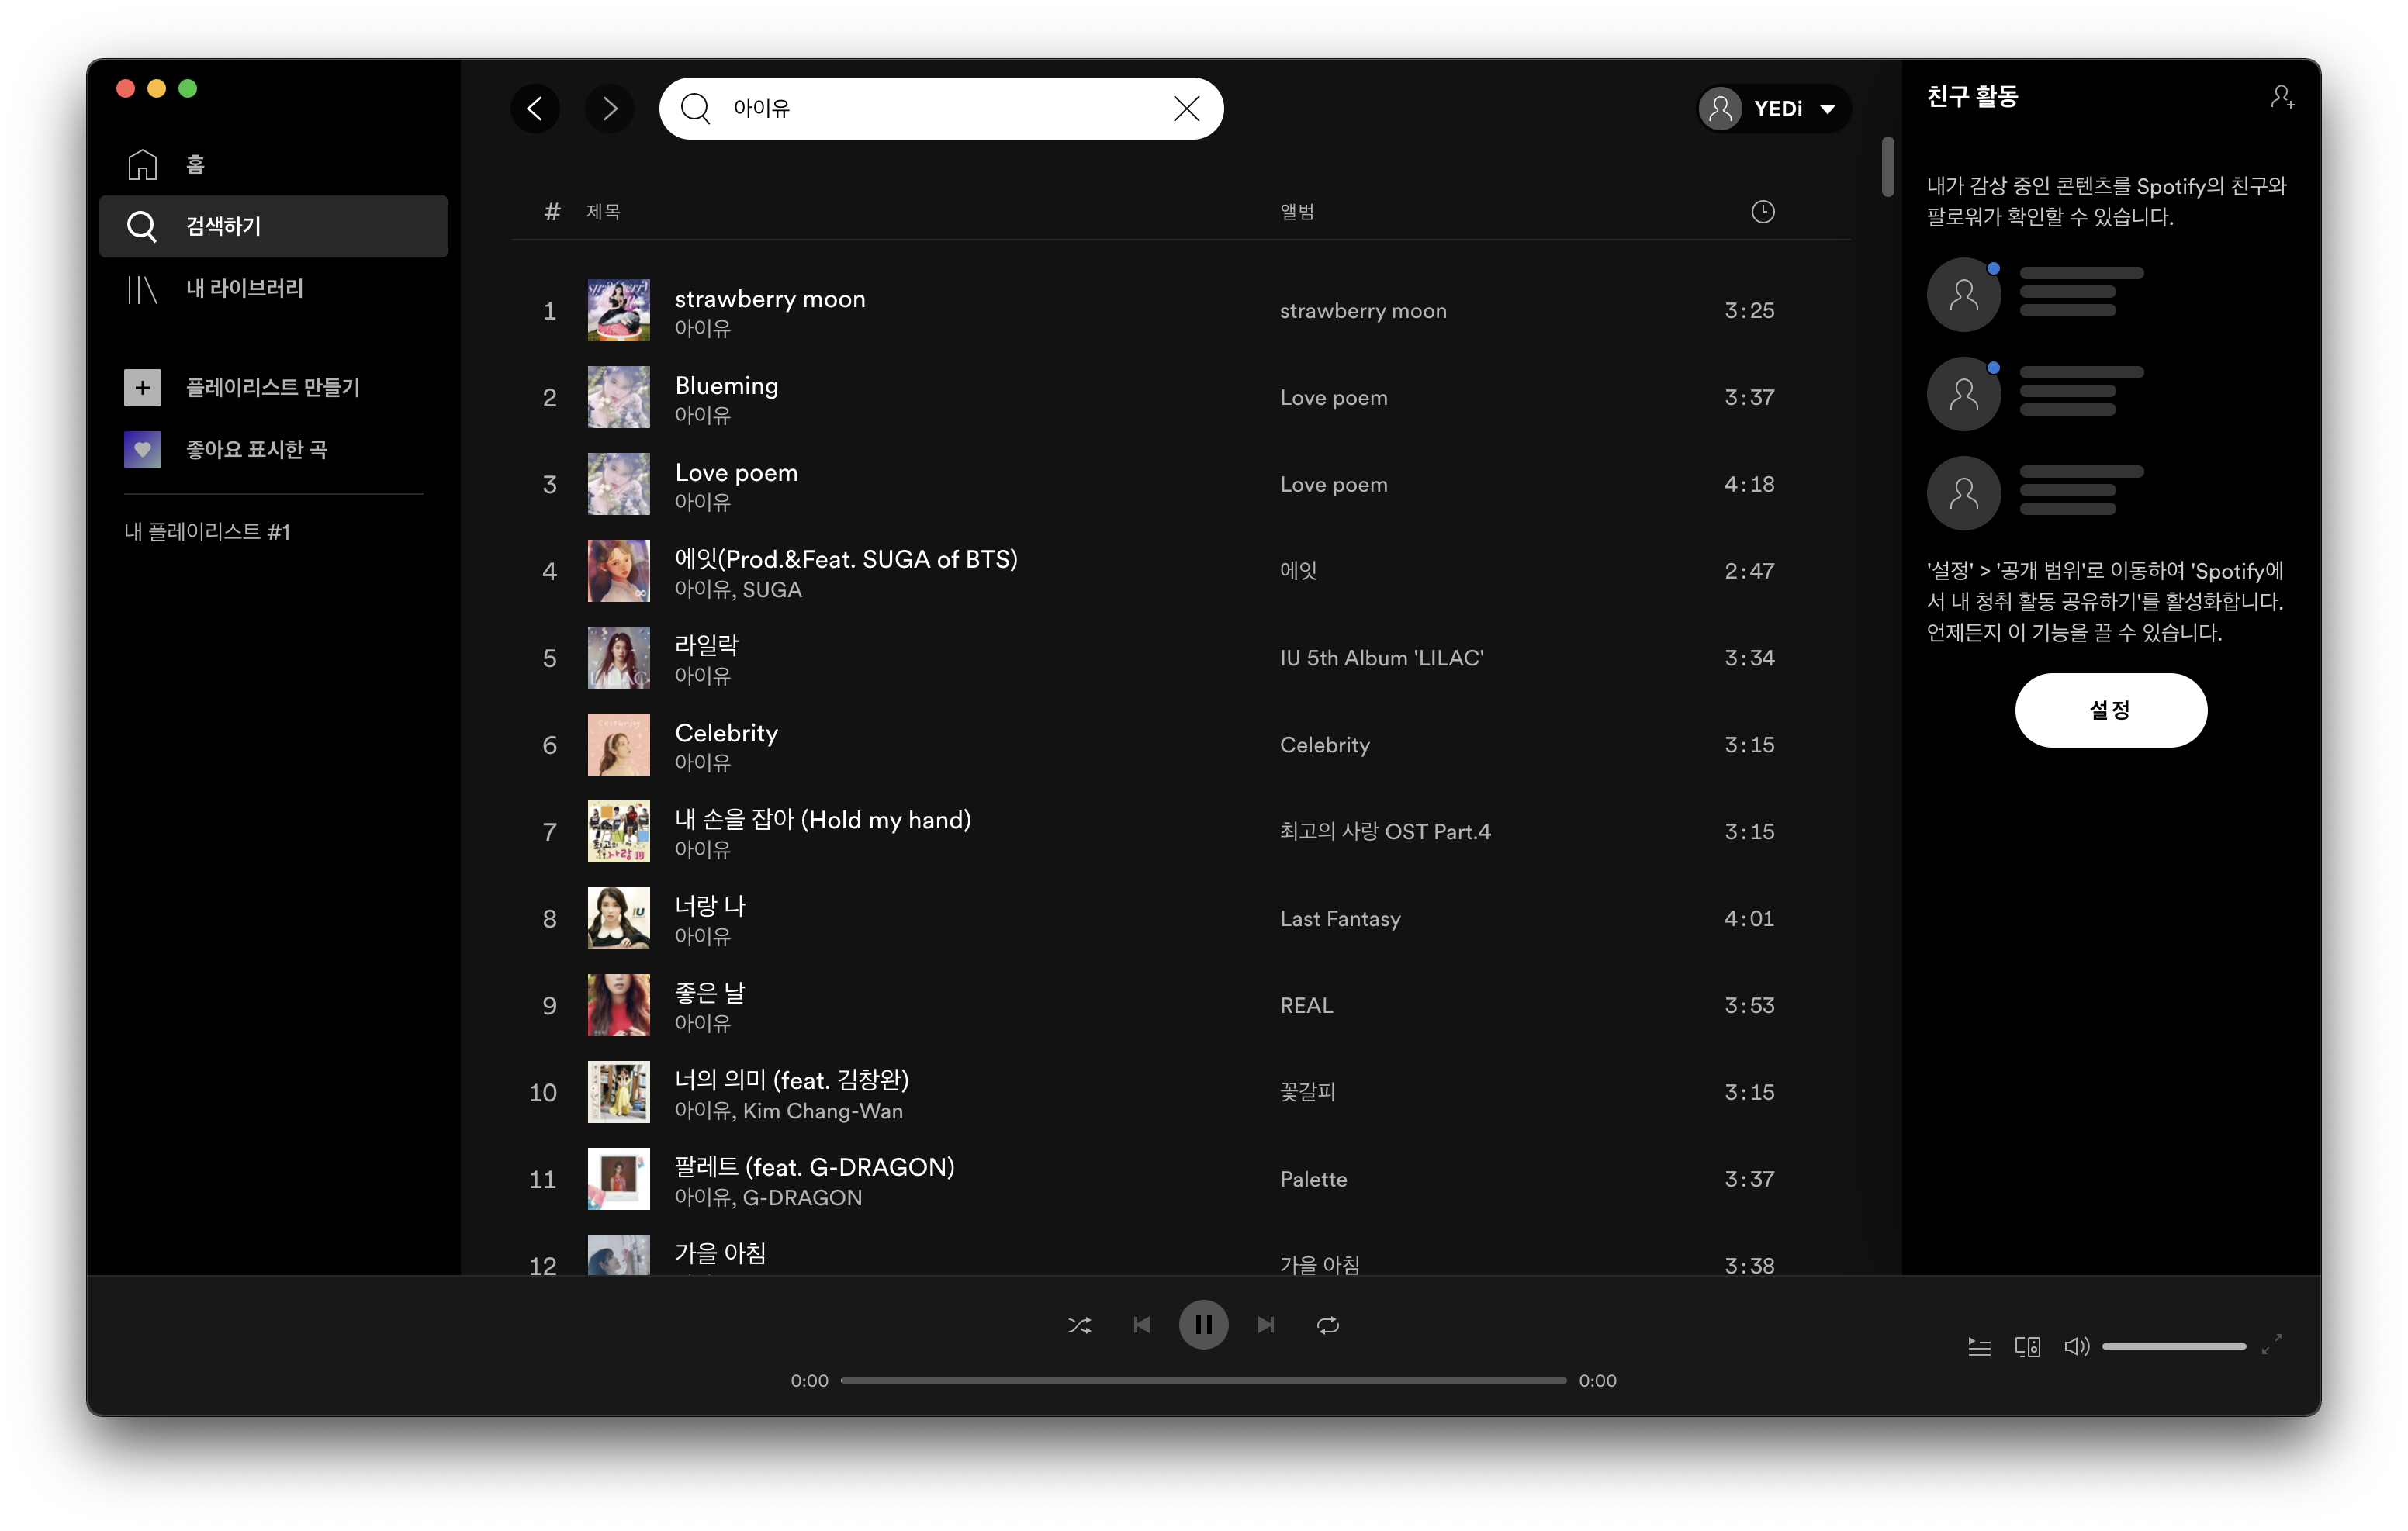 홈
검색하기
내 라이브러리
플레이리스트 만들기
좋아요 표시한 곡
내 플레이리스트 #1
아이유
YEDi
# 제목 앨범
1 strawberry moon strawberry moon 3:25
아이유
2 Blueming Love poem 3:37
아이유
3 Love poem Love poem 4:18
아이유
4 에잇(Prod.&Feat. SUGA of BTS) 에잇 2:47
아이유, SUGA
5 라일락 IU 5th Album 'LILAC' 3:34
아이유
6 Celebrity Celebrity 3:15
아이유
7 내 손을 잡아 (Hold my hand) 최고의 사랑 OST Part.4 3:15
아이유
8 너랑 나 Last Fantasy 4:01
아이유
9 좋은 날 REAL 3:53
아이유
10 너의 의미 (feat. 김창완) 꽃갈피 3:15
아이유, Kim Chang-Wan
11 팔레트 (feat. G-DRAGON) Palette 3:37
아이유, G-DRAGON
12 가을 아침 가을 아침 3:38
친구 활동
내가 감상 중인 콘텐츠를 Spotify의 친구와
팔로워가 확인할 수 있습니다.
'설정' > '공개 범위'로 이동하여 'Spotify에
서 내 청취 활동 공유하기'를 활성화합니다.
언제든지 이 기능을 끌 수 있습니다.
설정
0:00 0:00